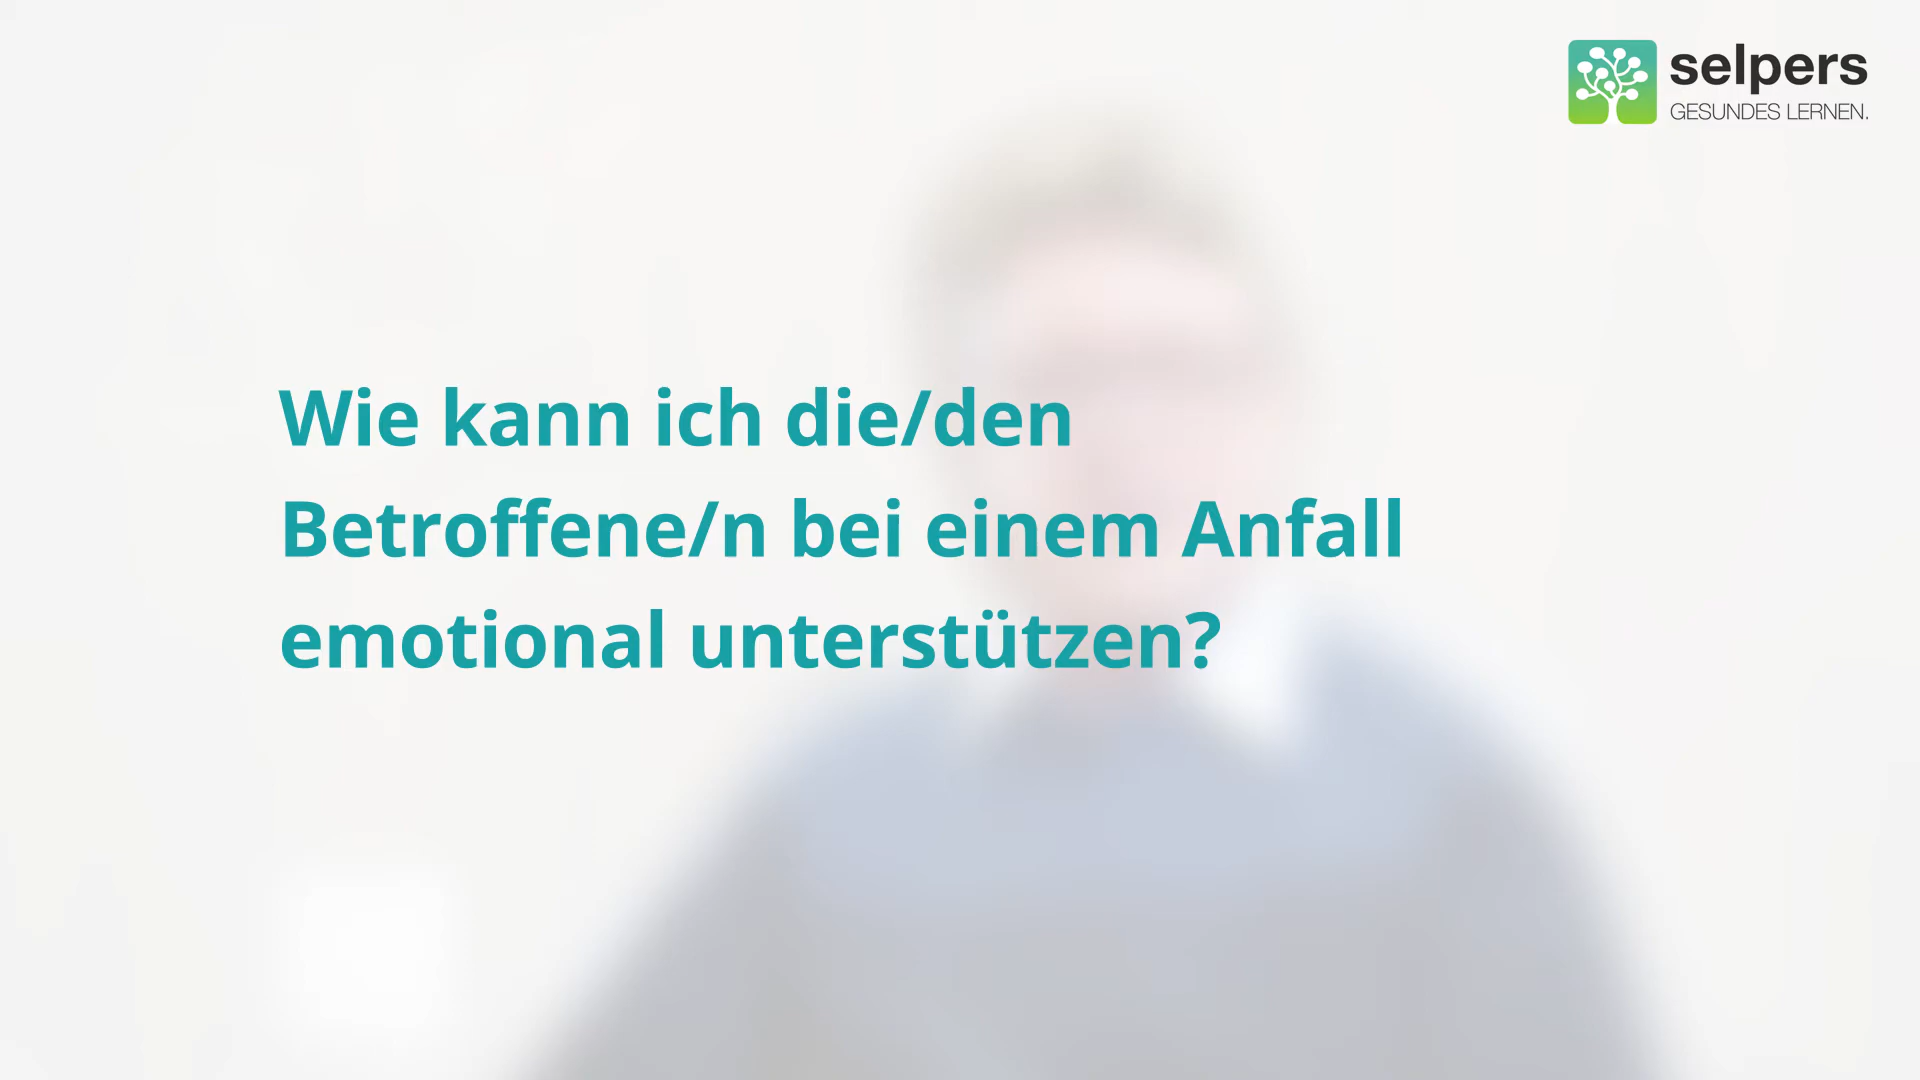 selpers
GESUNDES LERNEN.
Wie kann ich die/den
Betroffene/n bei einem Anfall
emotional unterstützen?